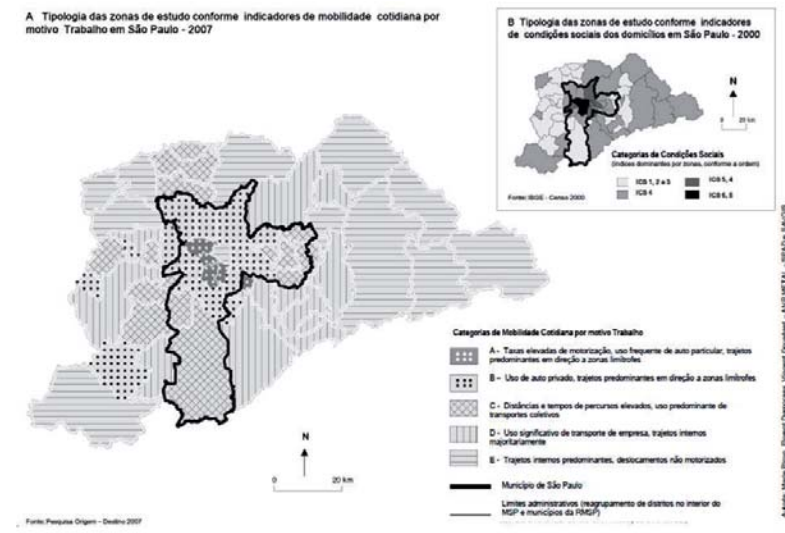 A Tipologia das zonas de estudo conforme indicadores de mobilidade cotidiana por
motivo Trabalho em São Paulo - 2007
B Tipologia das zonas de estudo conforme indicadores
de condições sociais dos domicílios em São Paulo - 2000
N
0 20 km
Categorias de Condições Sociais
(índices dominantes por zonas, conforme a ordem)
ICS 1, 2 e 3
ICS 5, 4
ICS 4
ICS 6, 5
Fonte: IBGE - Censo 2000
Categorias de Mobilidade Cotidiana por motivo Trabalho
A - Taxas elevadas de motorização, uso frequente de auto particular, trajetos
predominantes em direção a zonas limítrofes
B - Uso de auto privado, trajetos predominantes em direção a zonas limítrofes
C - Distâncias e tempos de percursos elevados, uso predominante de
transportes coletivos
D - Uso significativo de transporte de empresa, trajetos internos
majoritariamente
E - Trajetos internos predominantes, deslocamentos não motorizados
Município de São Paulo
Limites administrativos (reagrupamento de distritos no interior do
MSP e municípios da RMSP)
N
0 20 km
Fonte: Pesquisa Origem - Destino 2007